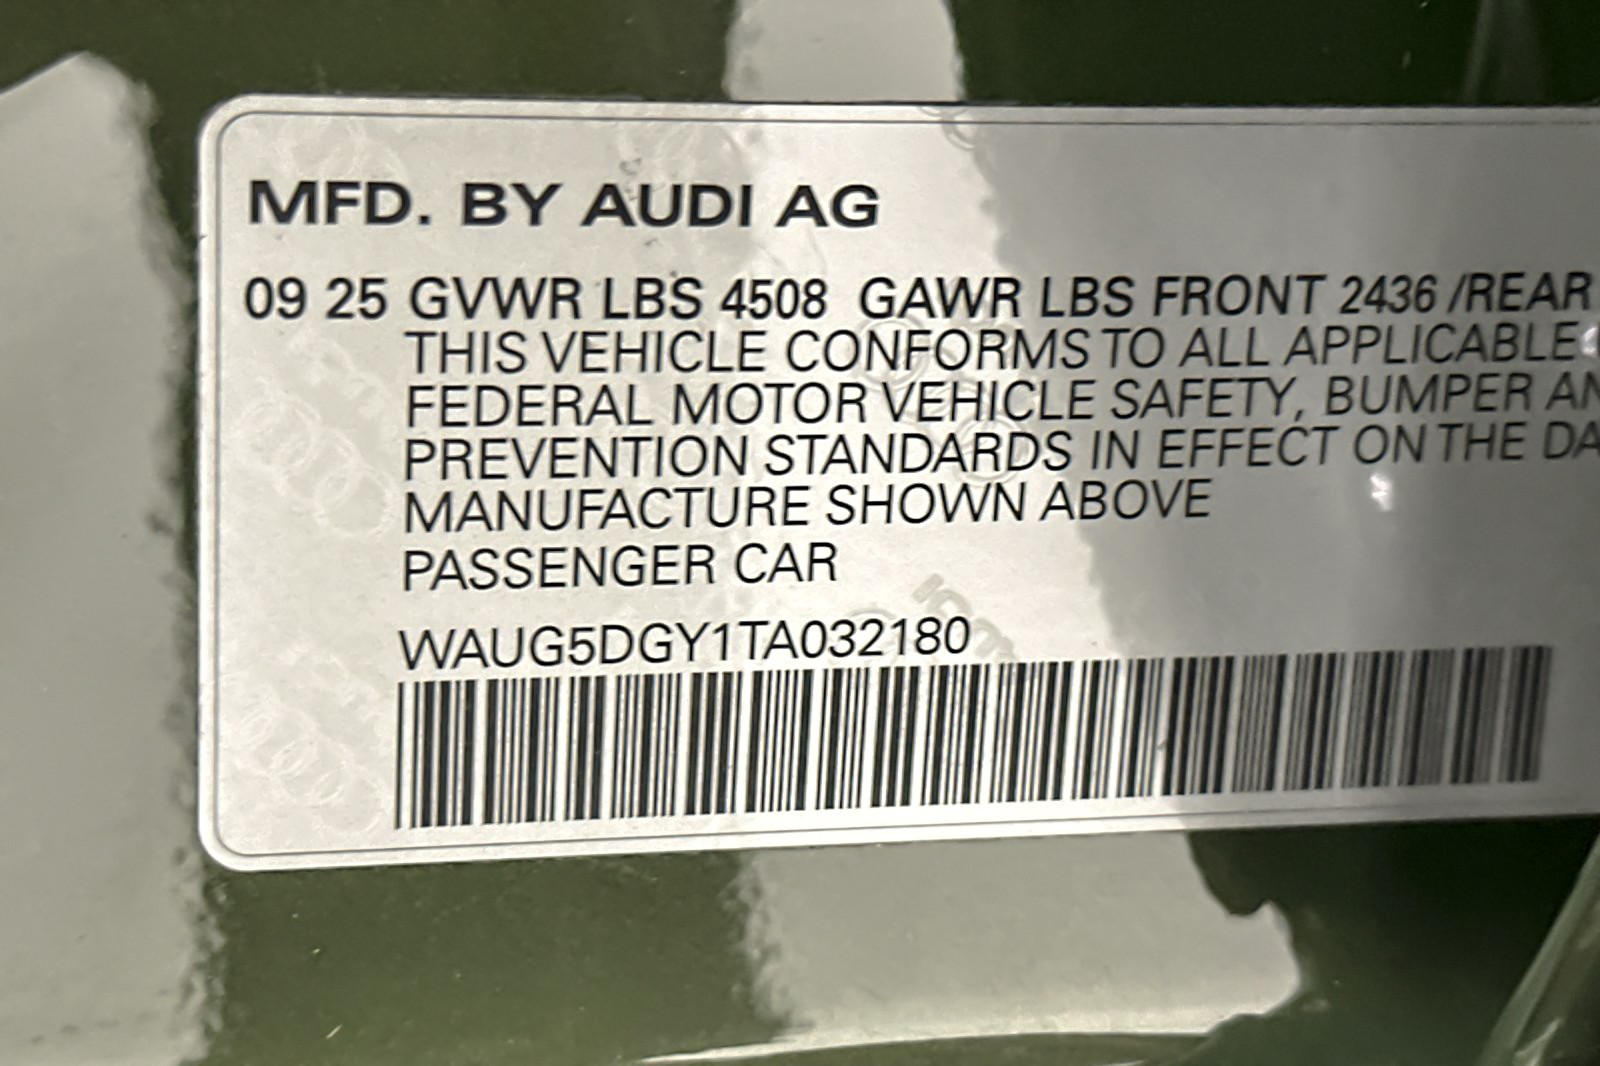 MFD. BY AUDI AG
09 25 GVWR LBS 4508 GAWR LBS FRONT 2436 /REAR
THIS VEHICLE CONFORMS TO ALL APPLICABLE
FEDERAL MOTOR VEHICLE SAFETY, BUMPER
PREVENTION STANDARDS IN EFFECT ON THE
MANUFACTURE SHOWN ABOVE
PASSENGER CAR
WAUG5DGY1TA032180